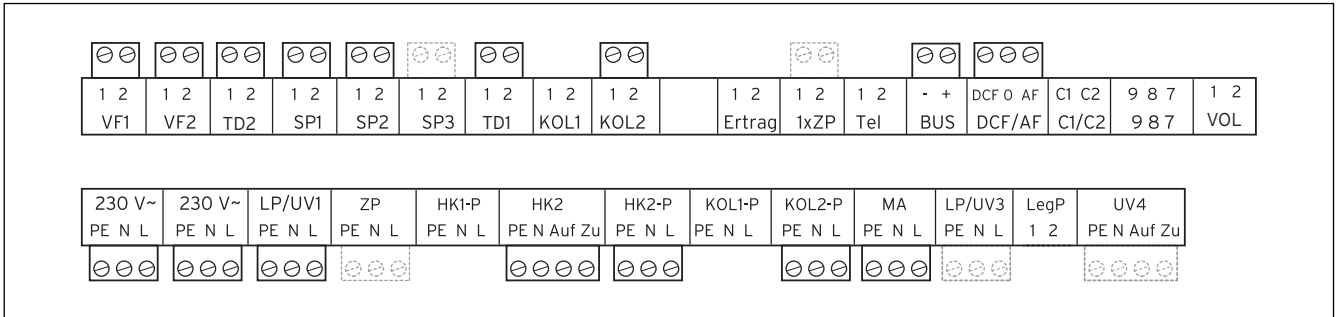 1 2 1 2 1 2 1 2 1 2 1 2 1 2 1 2 1 2 1 2 1 2 1 2 - + DCF O AF C1 C2 9 8 7 1 2
VF1 VF2 TD2 SP1 SP2 SP3 TD1 KOL1 KOL2 Ertrag 1xZP Tel BUS DCF/AF C1/C2 9 8 7 VOL
230 V~ 230 V~ LP/UV1 ZP HK1-P HK2 HK2-P KOL1-P KOL2-P MA LP/UV3 LegP UV4
PE N L PE N L PE N L PE N L PE N L PE N Auf Zu PE N L PE N L PE N L PE N L PE N L 1 2 PE N Auf Zu